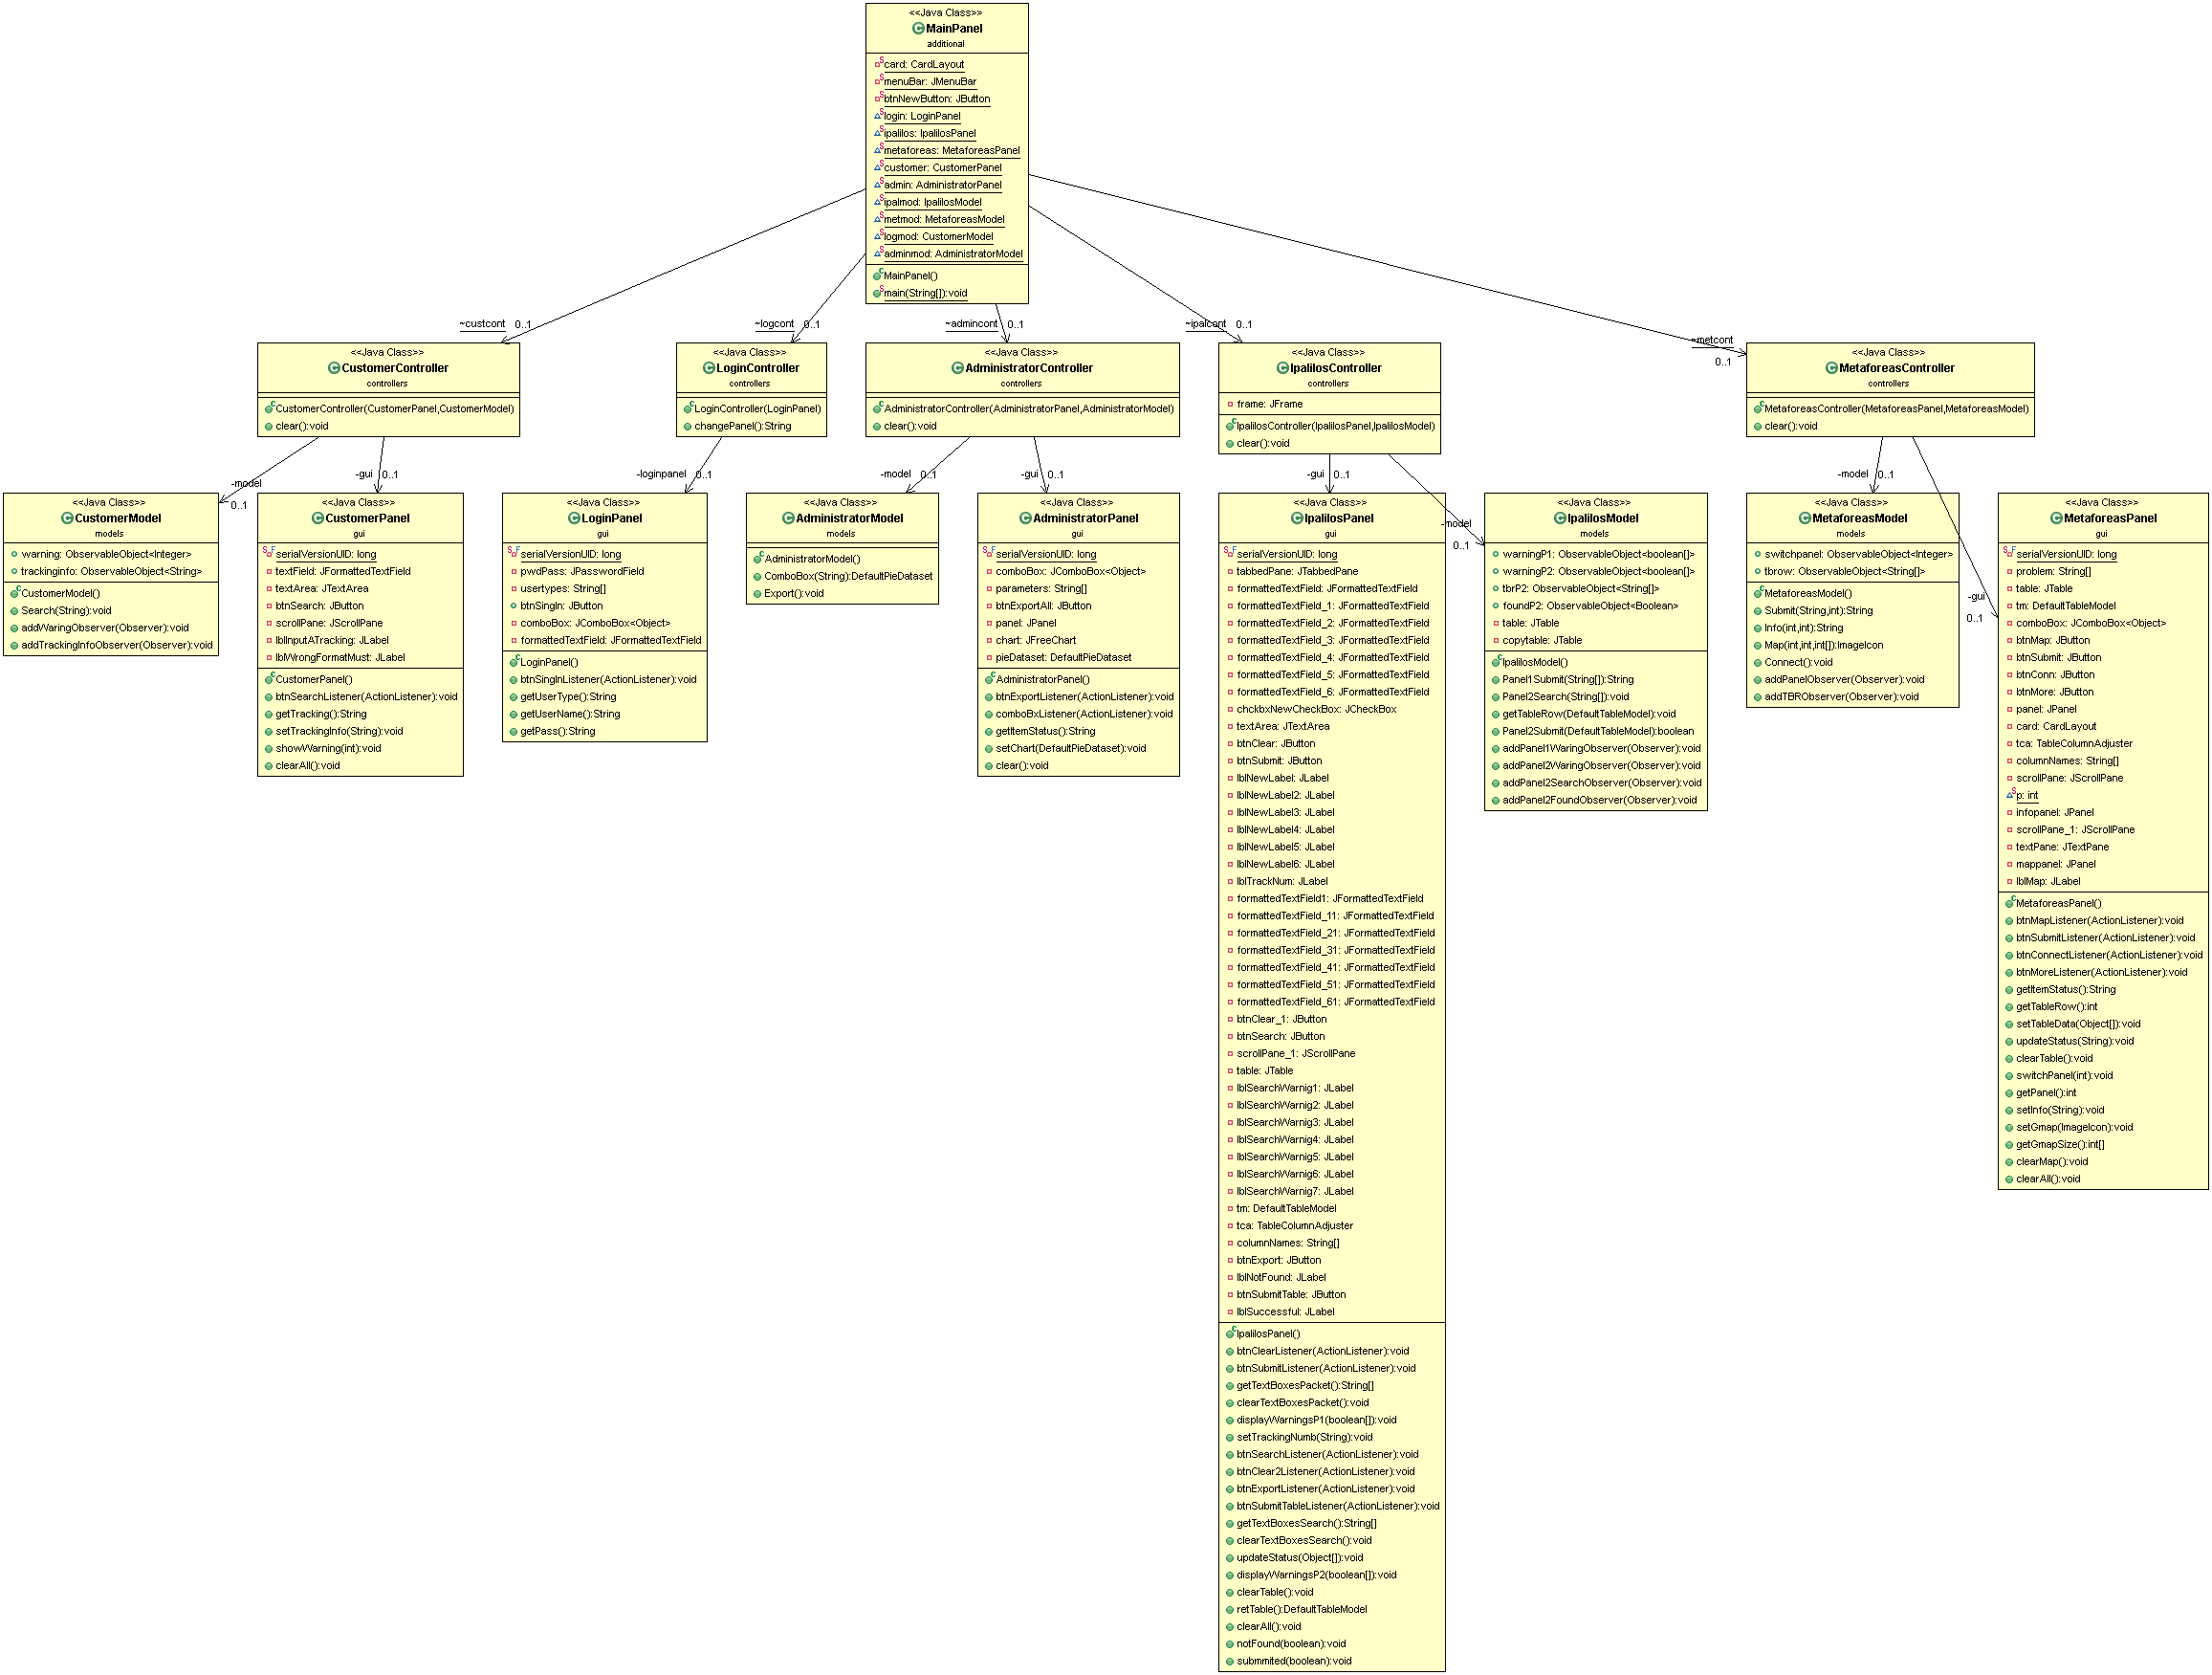 <<Java Class>>
MainPanel
additional
card: CardLayout
menuBar: JMenuBar
btnNewButton: JButton
login: LoginPanel
ipalilos: IpalilosPanel
metaforeas: MetaforeasPanel
customer: CustomerPanel
admin: AdministratorPanel
ipalmod: IpalilosModel
metmod: MetaforeasModel
logmod: CustomerModel
adminmod: AdministratorModel
MainPanel()
main(String[]):void
~custcont 0..1
~logcont 0..1
~admincont 0..1
~ipalcont 0..1
~metcont
0..1
<<Java Class>>
CustomerController
controllers
CustomerController(CustomerPanel,CustomerModel)
clear():void
<<Java Class>>
LoginController
controllers
LoginController(LoginPanel)
changePanel():String
<<Java Class>>
AdministratorController
controllers
AdministratorController(AdministratorPanel,AdministratorModel)
clear():void
<<Java Class>>
IpalilosController
controllers
frame: JFrame
IpalilosController(IpalilosPanel,IpalilosModel)
clear():void
<<Java Class>>
MetaforeasController
controllers
MetaforeasController(MetaforeasPanel,MetaforeasModel)
clear():void
-model
0..1
-gui 0..1
-loginpanel 0..1
-model 0..1
-gui 0..1
-gui 0..1
-model
0..1
-model 0..1
-gui
0..1
<<Java Class>>
CustomerModel
models
warning: ObservableObject<Integer>
trackinginfo: ObservableObject<String>
CustomerModel()
Search(String):void
addWaringObserver(Observer):void
addTrackingInfoObserver(Observer):void
<<Java Class>>
CustomerPanel
gui
serialVersionUID: long
textField: JFormattedTextField
textArea: JTextArea
btnSearch: JButton
scrollPane: JScrollPane
lblInputATracking: JLabel
lblWrongFormatMust: JLabel
CustomerPanel()
btnSearchListener(ActionListener):void
getTracking():String
setTrackingInfo(String):void
showWarning(int):void
clearAll():void
<<Java Class>>
LoginPanel
gui
serialVersionUID: long
pwdPass: JPasswordField
usertypes: String[]
btnSingIn: JButton
comboBox: JComboBox<Object>
formattedTextField: JFormattedTextField
LoginPanel()
btnSingInListener(ActionListener):void
getUserType():String
getUserName():String
getPass():String
<<Java Class>>
AdministratorModel
models
AdministratorModel()
ComboBox(String):DefaultPieDataset
Export():void
<<Java Class>>
AdministratorPanel
gui
serialVersionUID: long
comboBox: JComboBox<Object>
parameters: String[]
btnExportAll: JButton
panel: JPanel
chart: JFreeChart
pieDataset: DefaultPieDataset
AdministratorPanel()
btnExportListener(ActionListener):void
comboBxListener(ActionListener):void
getItemStatus():String
setChart(DefaultPieDataset):void
clear():void
<<Java Class>>
IpalilosPanel
gui
serialVersionUID: long
tabbedPane: JTabbedPane
formattedTextField: JFormattedTextField
formattedTextField_1: JFormattedTextField
formattedTextField_2: JFormattedTextField
formattedTextField_3: JFormattedTextField
formattedTextField_4: JFormattedTextField
formattedTextField_5: JFormattedTextField
formattedTextField_6: JFormattedTextField
chckbxNewCheckBox: JCheckBox
textArea: JTextArea
btnClear: JButton
btnSubmit: JButton
lblNewLabel: JLabel
lblNewLabel2: JLabel
lblNewLabel3: JLabel
lblNewLabel4: JLabel
lblNewLabel5: JLabel
lblNewLabel6: JLabel
lblTrackNum: JLabel
formattedTextField1: JFormattedTextField
formattedTextField_11: JFormattedTextField
formattedTextField_21: JFormattedTextField
formattedTextField_31: JFormattedTextField
formattedTextField_41: JFormattedTextField
formattedTextField_51: JFormattedTextField
formattedTextField_61: JFormattedTextField
btnClear_1: JButton
btnSearch: JButton
scrollPane_1: JScrollPane
table: JTable
lblSearchWarnig1: JLabel
lblSearchWarnig2: JLabel
lblSearchWarnig3: JLabel
lblSearchWarnig4: JLabel
lblSearchWarnig5: JLabel
lblSearchWarnig6: JLabel
lblSearchWarnig7: JLabel
tm: DefaultTableModel
tca: TableColumnAdjuster
columnNames: String[]
btnExport: JButton
lblNotFound: JLabel
btnSubmitTable: JButton
lblSuccessful: JLabel
IpalilosPanel()
btnClearListener(ActionListener):void
btnSubmitListener(ActionListener):void
getTextBoxesPacket():String[]
clearTextBoxesPacket():void
displayWarningsP1(boolean[]):void
setTrackingNumb(String):void
btnSearchListener(ActionListener):void
btnClear2Listener(ActionListener):void
btnExportListener(ActionListener):void
btnSubmitTableListener(ActionListener):void
getTextBoxesSearch():String[]
clearTextBoxesSearch():void
updateStatus(Object[]):void
displayWarningsP2(boolean[]):void
clearTable():void
retTable():DefaultTableModel
clearAll():void
notFound(boolean):void
submmited(boolean):void
<<Java Class>>
IpalilosModel
models
warningP1: ObservableObject<boolean[]>
warningP2: ObservableObject<boolean[]>
tbrP2: ObservableObject<String[]>
foundP2: ObservableObject<Boolean>
table: JTable
copytable: JTable
IpalilosModel()
Panel1Submit(String[]):String
Panel2Search(String[]):void
getTableRow(DefaultTableModel):void
Panel2Submit(DefaultTableModel):boolean
addPanel1WaringObserver(Observer):void
addPanel2WaringObserver(Observer):void
addPanel2SearchObserver(Observer):void
addPanel2FoundObserver(Observer):void
<<Java Class>>
MetaforeasModel
models
switchpanel: ObservableObject<Integer>
tbrow: ObservableObject<String[]>
MetaforeasModel()
Submit(String,int):String
Info(int,int):String
Map(int,int,int[]):ImageIcon
Connect():void
addPanelObserver(Observer):void
addTBRObserver(Observer):void
<<Java Class>>
MetaforeasPanel
gui
serialVersionUID: long
problem: String[]
table: JTable
tm: DefaultTableModel
comboBox: JComboBox<Object>
btnMap: JButton
btnSubmit: JButton
btnConn: JButton
btnMore: JButton
panel: JPanel
card: CardLayout
tca: TableColumnAdjuster
columnNames: String[]
scrollPane: JScrollPane
p: int
infopanel: JPanel
scrollPane_1: JScrollPane
textPane: JTextPane
mappanel: JPanel
lblMap: JLabel
MetaforeasPanel()
btnMapListener(ActionListener):void
btnSubmitListener(ActionListener):void
btnConnectListener(ActionListener):void
btnMoreListener(ActionListener):void
getItemStatus():String
getTableRow():int
setTableData(Object[]):void
updateStatus(String):void
clearTable():void
switchPanel(int):void
getPanel():int
setInfo(String):void
setGmap(ImageIcon):void
getGmapSize():int[]
clearMap():void
clearAll():void